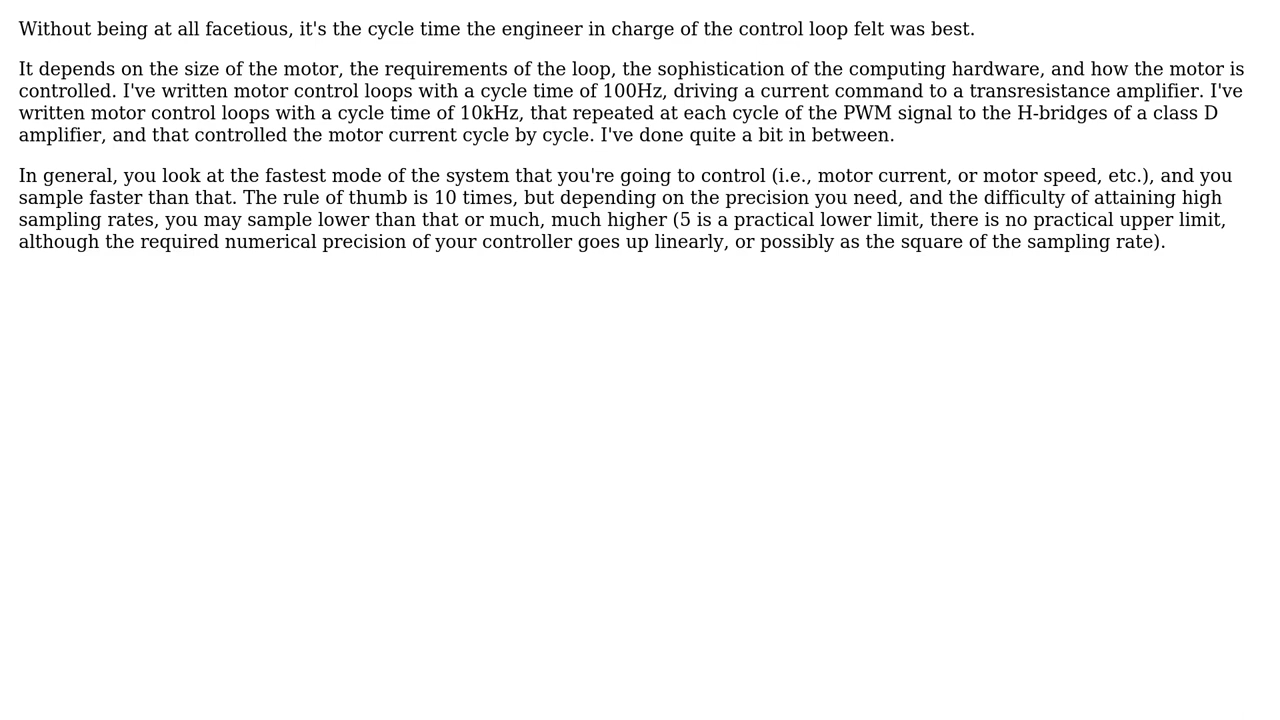 Without being at all facetious, it's the cycle time the engineer in charge of the control loop felt was best.
It depends on the size of the motor, the requirements of the loop, the sophistication of the computing hardware, and how the motor is
controlled. I've written motor control loops with a cycle time of 100Hz, driving a current command to a transresistance amplifier. I've
written motor control loops with a cycle time of 10kHz, that repeated at each cycle of the PWM signal to the H-bridges of a class D
amplifier, and that controlled the motor current cycle by cycle. I've done quite a bit in between.
In general, you look at the fastest mode of the system that you're going to control (i.e., motor current, or motor speed, etc.), and you
sample faster than that. The rule of thumb is 10 times, but depending on the precision you need, and the difficulty of attaining high
sampling rates, you may sample lower than that or much, much higher (5 is a practical lower limit, there is no practical upper limit,
although the required numerical precision of your controller goes up linearly, or possibly as the square of the sampling rate).